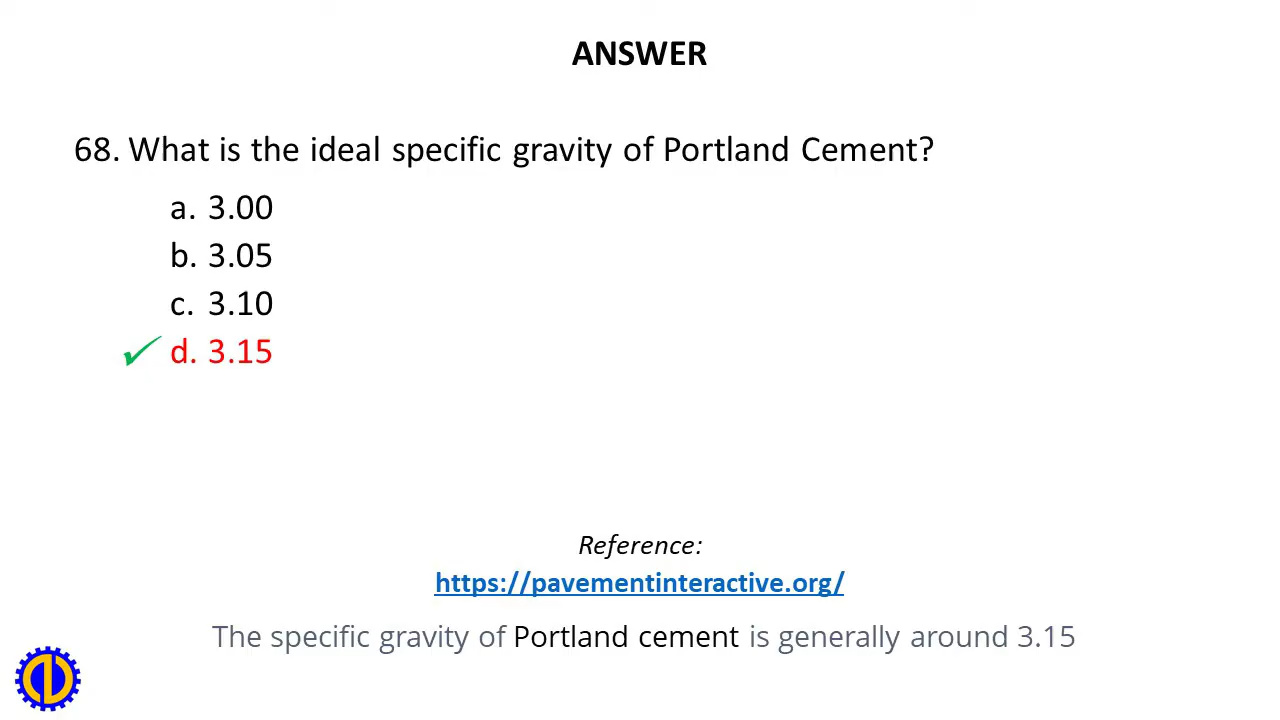 ANSWER
68. What is the ideal specific gravity of Portland Cement?
a. 3.00
b. 3.05
c. 3.10
✓ d. 3.15
Reference:
https://pavementinteractive.org/
The specific gravity of Portland cement is generally around 3.15